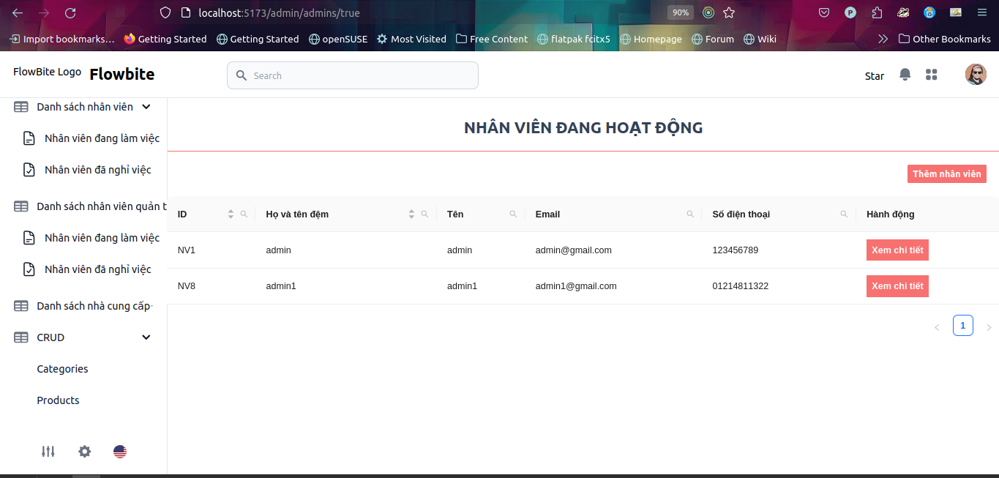 localhost:5173/admin/admins/true
90%
Import bookmarks...
Getting Started
Getting Started
openSUSE
Most Visited
Free Content
flatpak fcitx5
Homepage
Forum
Wiki
Other Bookmarks
FlowBite Logo Flowbite
Search
Star
Danh sách nhân viên
Nhân viên đang làm việc
Nhân viên đã nghỉ việc
Danh sách nhân viên quản t
Nhân viên đang làm việc
Nhân viên đã nghỉ việc
Danh sách nhà cung cấp
CRUD
Categories
Products
NHÂN VIÊN ĐANG HOẠT ĐỘNG
Thêm nhân viên
ID Họ và tên đệm Tên Email Số điện thoại Hành động
NV1 admin admin admin@gmail.com 123456789 Xem chi tiết
NV8 admin1 admin1 admin1@gmail.com 01214811322 Xem chi tiết
< 1 >